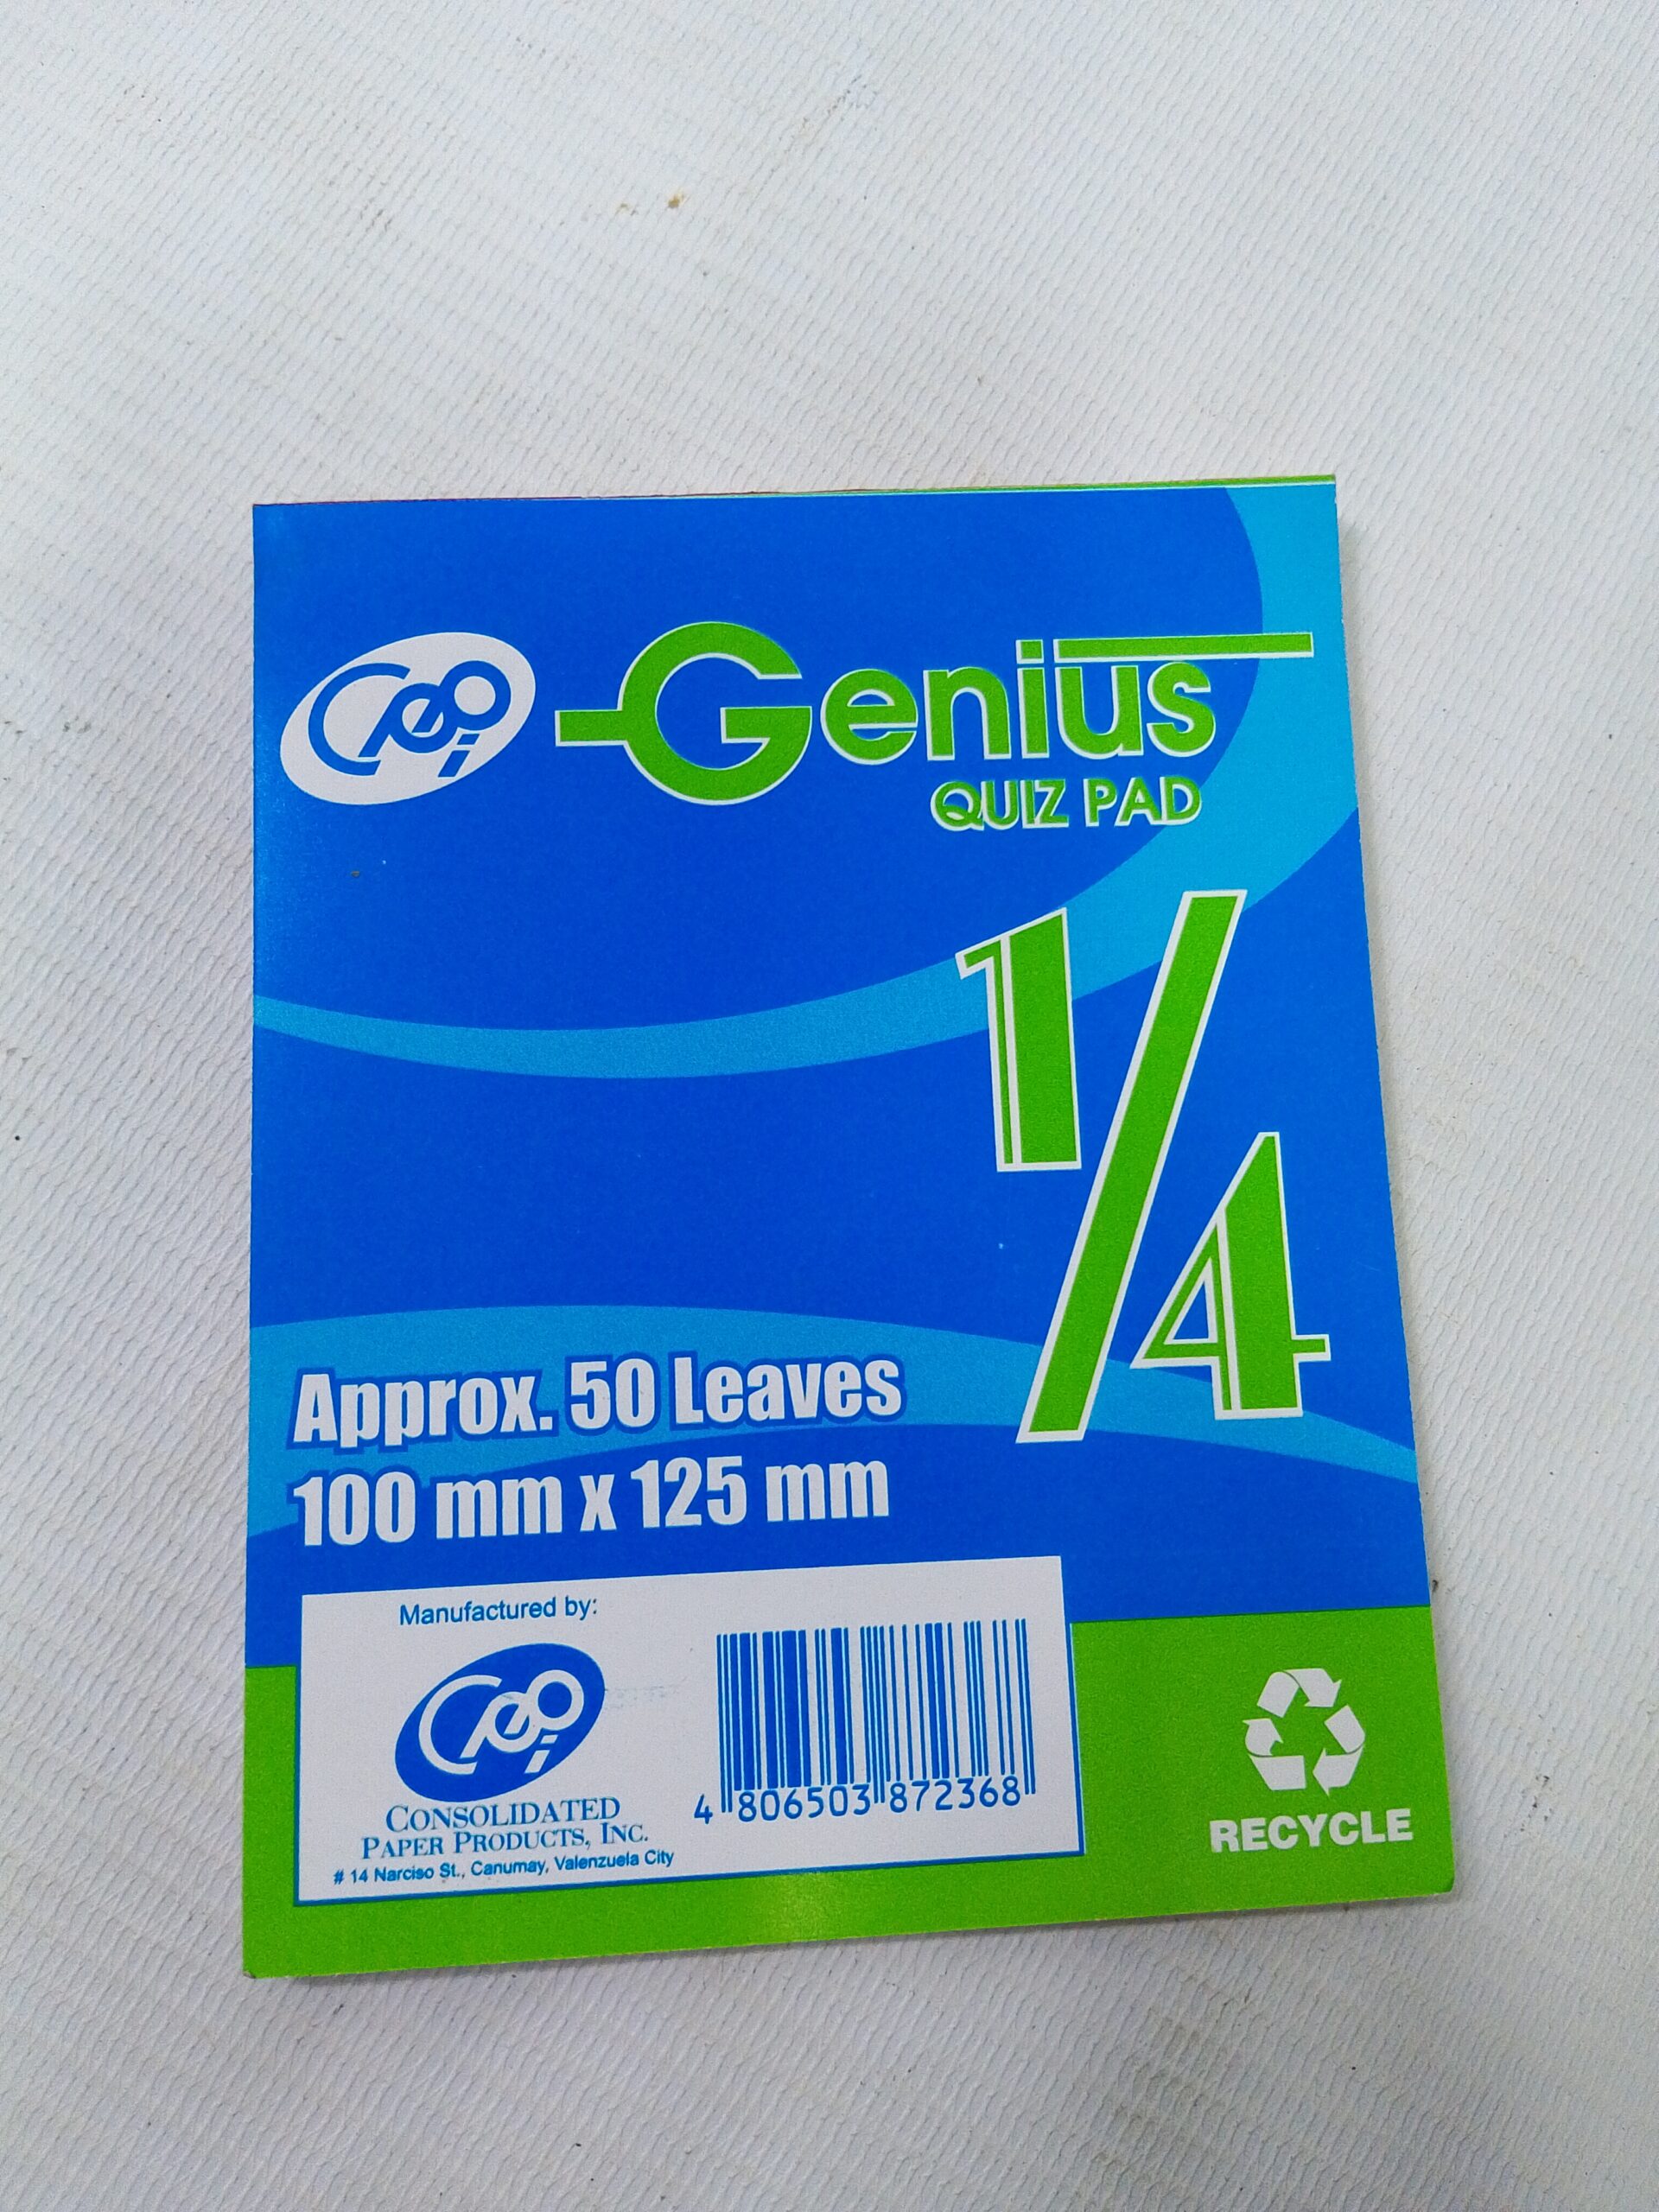 Cppi
Genius
QUIZ PAD
1/4
Approx. 50 Leaves
100 mm x 125 mm
Manufactured by:
Cppi
CONSOLIDATED
PAPER PRODUCTS, INC.
# 14 Narciso St., Canumay, Valenzuela City
4 806503 872368
RECYCLE